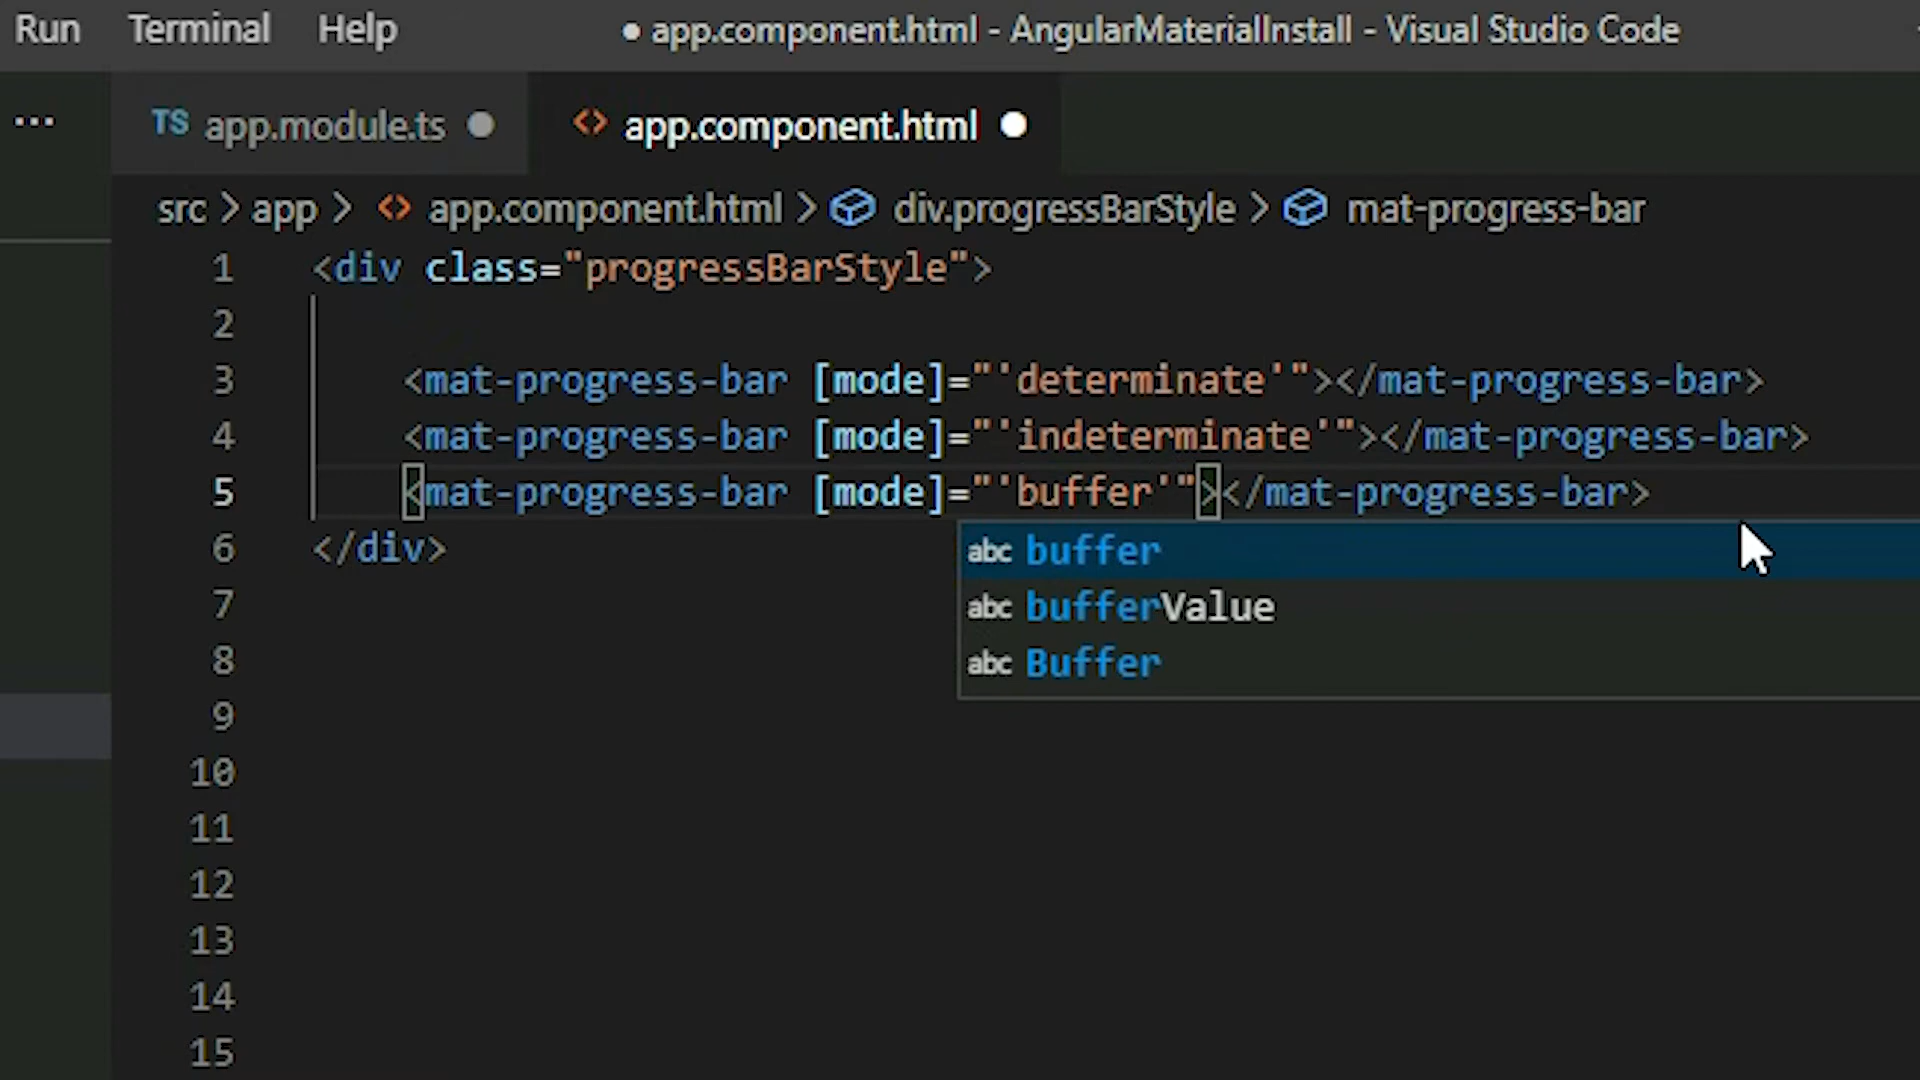 Run Terminal Help ● app.component.html - AngularMaterialInstall - Visual Studio Code
... TS app.module.ts ● <> app.component.html ●
src > app > <> app.component.html > div.progressBarStyle > mat-progress-bar
1 <div class="progressBarStyle">
2
3 <mat-progress-bar [mode]="'determinate'"></mat-progress-bar>
4 <mat-progress-bar [mode]="'indeterminate'"></mat-progress-bar>
5 <mat-progress-bar [mode]="'buffer'"></mat-progress-bar>
6 </div>
abc buffer
7
abc bufferValue
8
abc Buffer
9
10
11
12
13
14
15